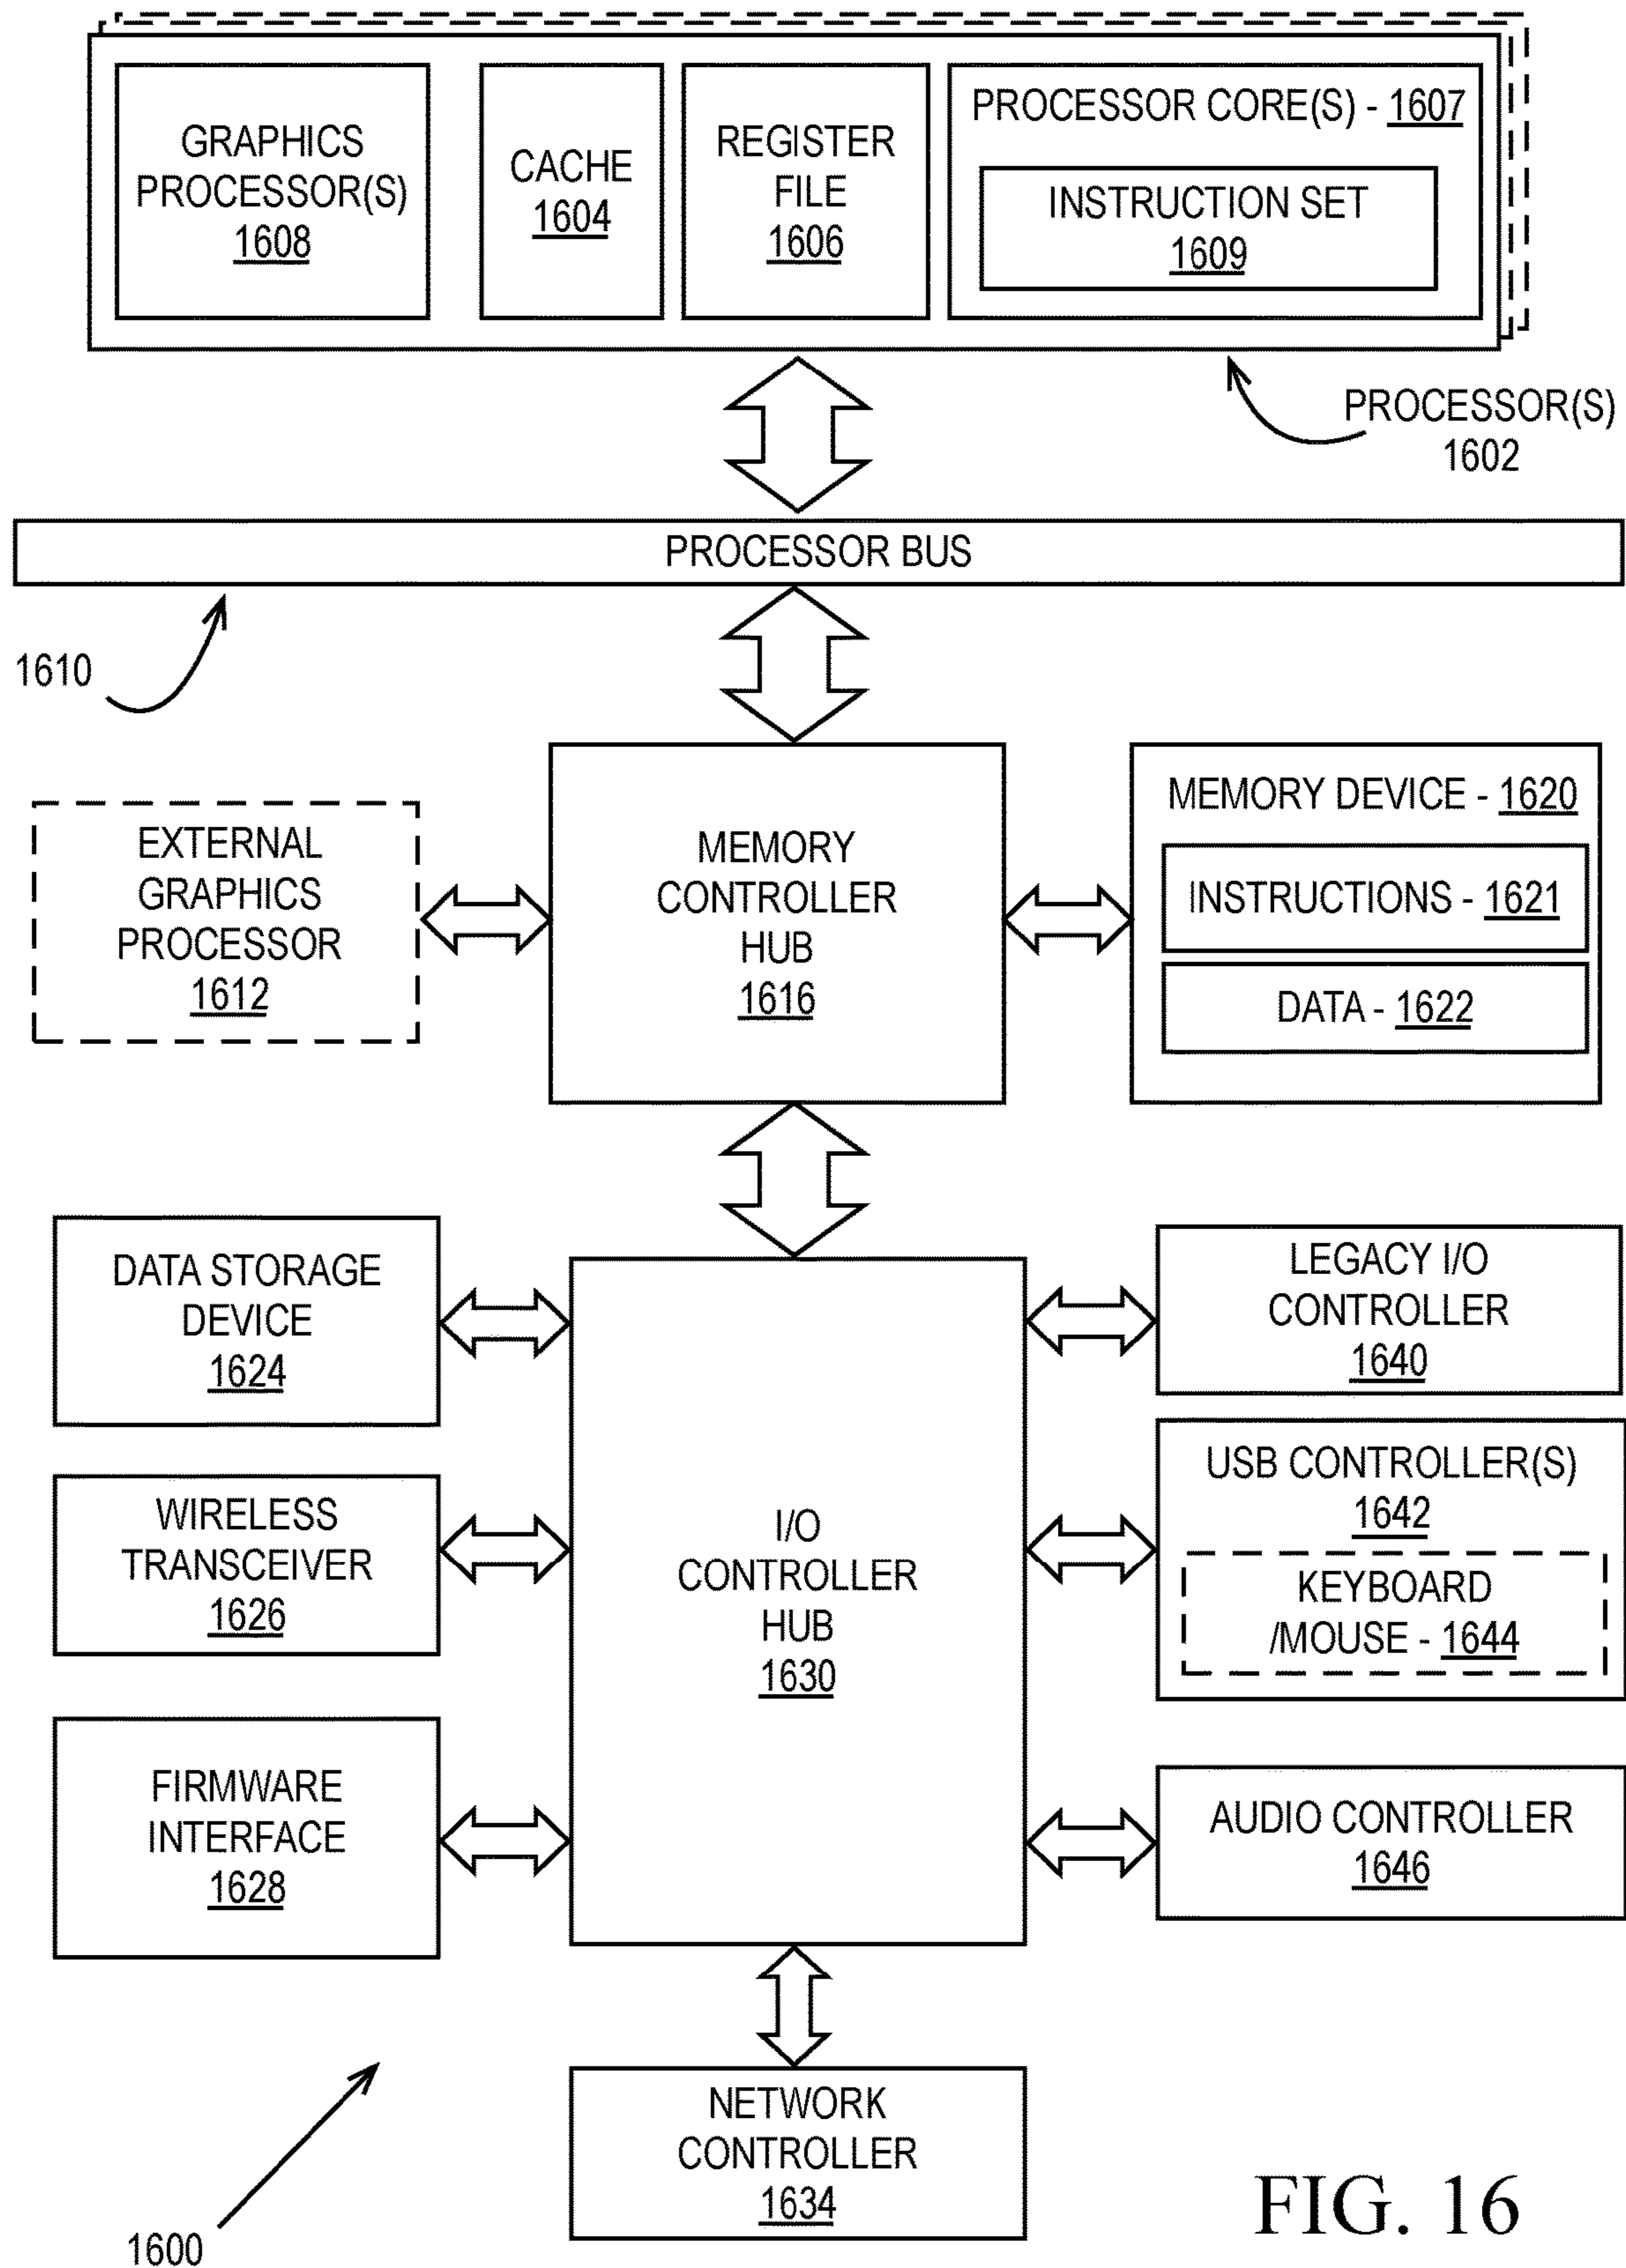 GRAPHICS
PROCESSOR(S)
1608
CACHE
1604
REGISTER
FILE
1606
PROCESSOR CORE(S) - 1607
INSTRUCTION SET
1609
PROCESSOR(S)
1602
PROCESSOR BUS
1610
EXTERNAL
GRAPHICS
PROCESSOR
1612
MEMORY
CONTROLLER
HUB
1616
MEMORY DEVICE - 1620
INSTRUCTIONS - 1621
DATA - 1622
DATA STORAGE
DEVICE
1624
WIRELESS
TRANSCEIVER
1626
FIRMWARE
INTERFACE
1628
I/O
CONTROLLER
HUB
1630
LEGACY I/O
CONTROLLER
1640
USB CONTROLLER(S)
1642
KEYBOARD
/MOUSE - 1644
AUDIO CONTROLLER
1646
NETWORK
CONTROLLER
1634
1600
FIG. 16